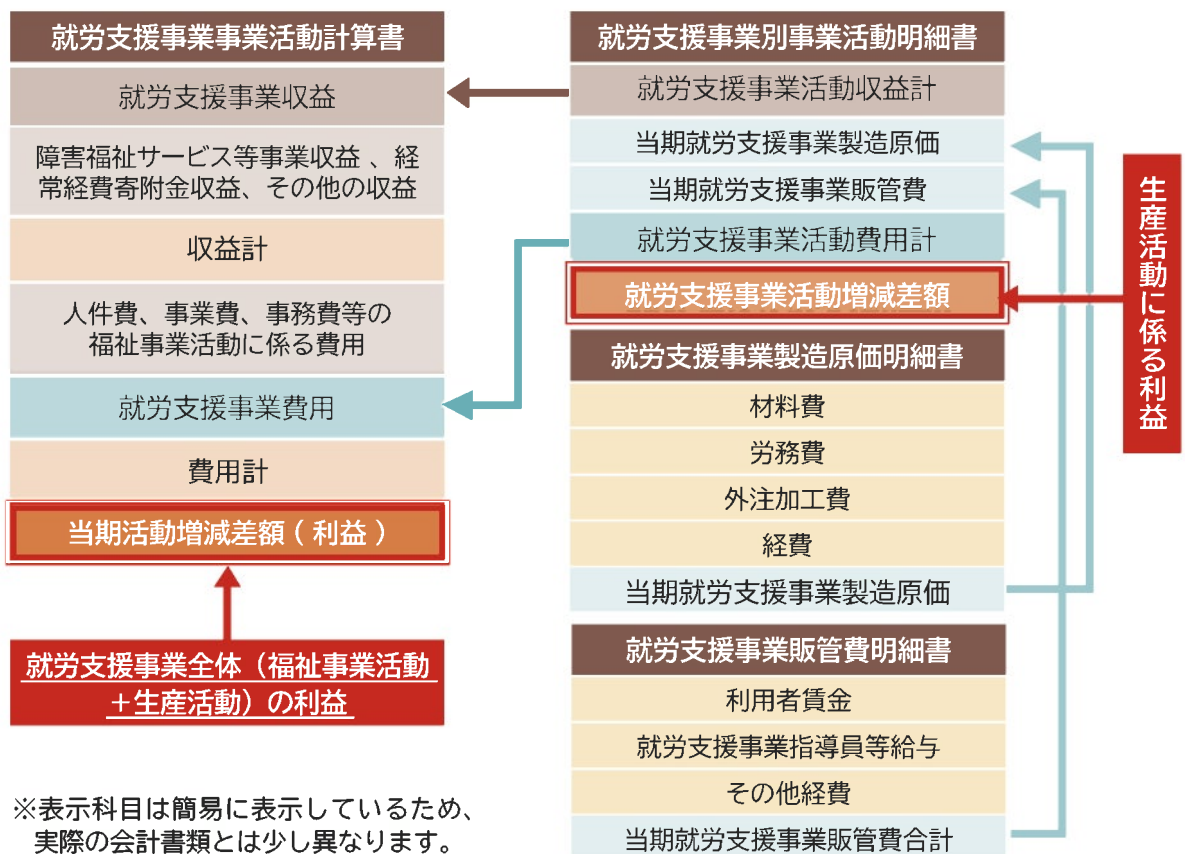 就労支援事業事業活動計算書
就労支援事業収益
障害福祉サービス等事業収益 、経
常経費寄附金収益、その他の収益
収益計
人件費、事業費、事務費等の
福祉事業活動に係る費用
就労支援事業費用
費用計
当期活動増減差額（ 利益 ）
就労支援事業全体（福祉事業活動
＋生産活動）の利益
※表示科目は簡易に表示しているため、
実際の会計書類とは少し異なります。
就労支援事業別事業活動明細書
就労支援事業活動収益計
当期就労支援事業製造原価
当期就労支援事業販管費
就労支援事業活動費用計
就労支援事業活動増減差額
就労支援事業製造原価明細書
材料費
労務費
外注加工費
経費
当期就労支援事業製造原価
就労支援事業販管費明細書
利用者賃金
就労支援事業指導員等給与
その他経費
当期就労支援事業販管費合計
生産活動に係る利益